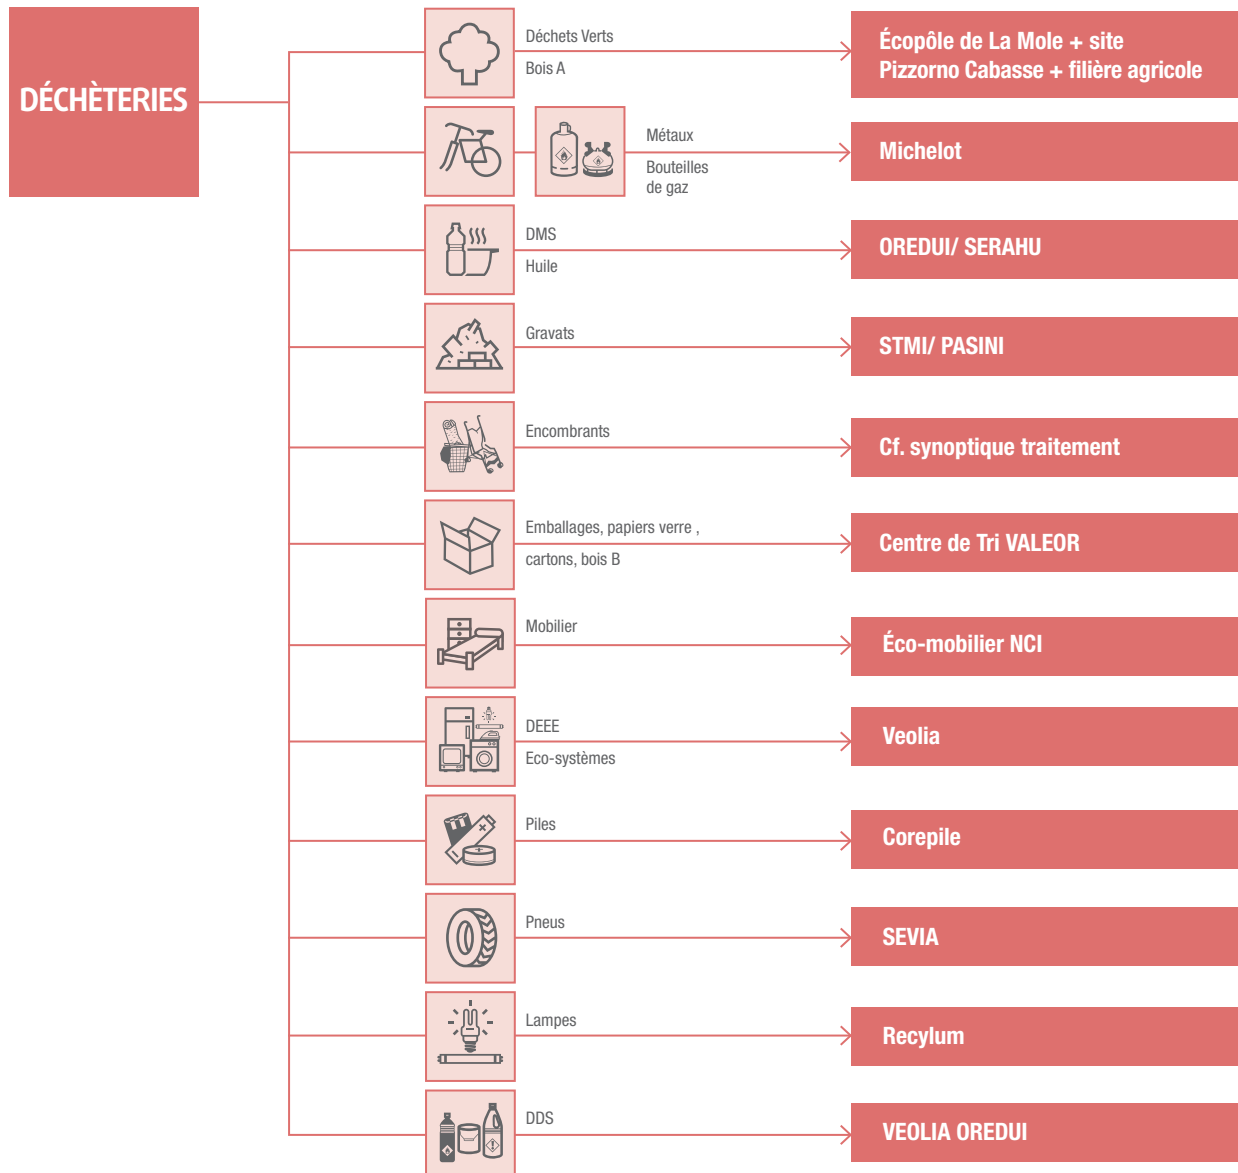 DÉCHÈTERIES
Déchets Verts
Bois A
Écopôle de La Mole + site
Pizzorno Cabasse + filière agricole
Métaux
Bouteilles
de gaz
Michelot
DMS
Huile
OREDUI/ SERAHU
Gravats
STMI/ PASINI
Encombrants
Cf. synoptique traitement
Emballages, papiers verre ,
cartons, bois B
Centre de Tri VALEOR
Mobilier
Éco-mobilier NCI
DEEE
Eco-systèmes
Veolia
Piles
Corepile
Pneus
SEVIA
Lampes
Recylum
DDS
VEOLIA OREDUI